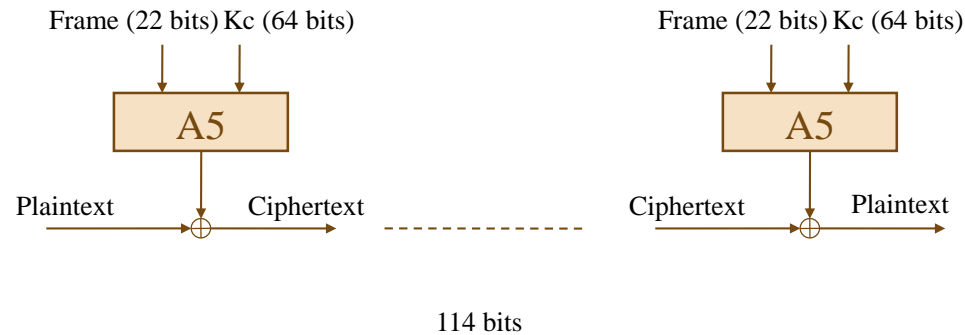 Frame (22 bits) Kc (64 bits)
Frame (22 bits) Kc (64 bits)
A5
A5
Plaintext
Ciphertext
Ciphertext
Plaintext
114 bits